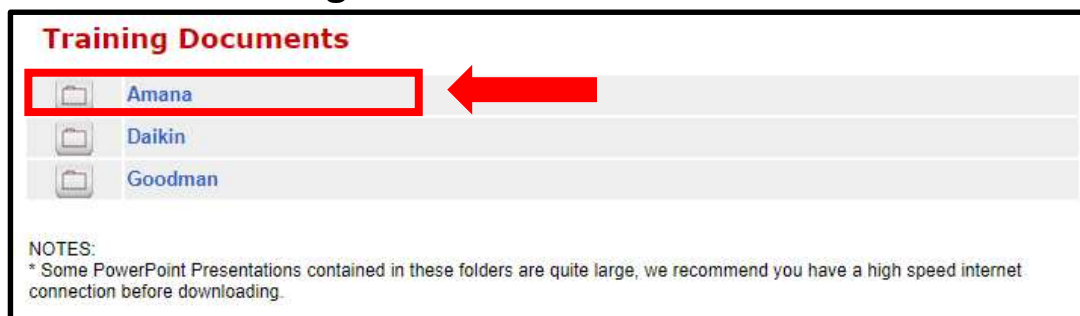 Training Documents
Amana
Daikin
Goodman
NOTES:
* Some PowerPoint Presentations contained in these folders are quite large, we recommend you have a high speed internet
connection before downloading.